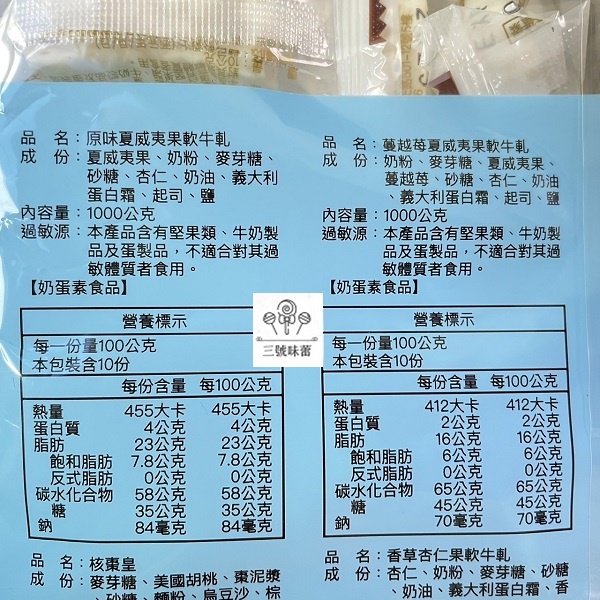 品　名：原味夏威夷果軟牛軋
成　份：夏威夷果、奶粉、麥芽糖、
砂糖、杏仁、奶油、義大利
蛋白霜、起司、鹽
內容量：1000公克
過敏源：本產品含有堅果類、牛奶製
品及蛋製品，不適合對其過
敏體質者食用。
【奶蛋素食品】
營養標示
每一份量100公克
本包裝含10份
每份含量 每100公克
熱量 455大卡 455大卡
蛋白質 4公克 4公克
脂肪 23公克 23公克
飽和脂肪 7.8公克 7.8公克
反式脂肪 0公克 0公克
碳水化合物 58公克 58公克
糖 35公克 35公克
鈉 84毫克 84毫克
品　名：核棗皇
成　份：麥芽糖、美國胡桃、棗泥漿
、砂糖、麵粉、烏豆沙、棕
三號味蕾
品　名：蔓越莓夏威夷果軟牛軋
成　份：奶粉、麥芽糖、夏威夷果、
蔓越莓、砂糖、杏仁、奶油
、義大利蛋白霜、起司、鹽
內容量：1000公克
過敏源：本產品含有堅果類、牛奶製
品及蛋製品，不適合對其過
敏體質者食用。
【奶蛋素食品】
營養標示
每一份量100公克
本包裝含10份
每份含量 每100公克
熱量 412大卡 412大卡
蛋白質 2公克 2公克
脂肪 16公克 16公克
飽和脂肪 6公克 6公克
反式脂肪 0公克 0公克
碳水化合物 65公克 65公克
糖 45公克 45公克
鈉 70毫克 70毫克
品　名：香草杏仁果軟牛軋
成　份：杏仁、奶粉、麥芽糖、砂糖
、奶油、義大利蛋白霜、香